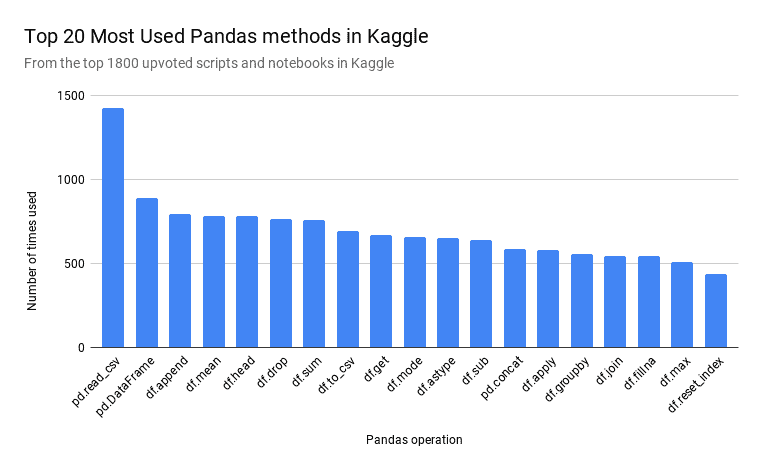 Top 20 Most Used Pandas methods in Kaggle
From the top 1800 upvoted scripts and notebooks in Kaggle
Number of times used
1500
1000
500
0
pd.read_csv
pd.DataFrame
df.append
df.mean
df.head
df.drop
df.sum
df.to_csv
df.get
df.mode
df.astype
df.sub
pd.concat
df.apply
df.groupby
df.join
df.fillna
df.max
df.reset_index
Pandas operation